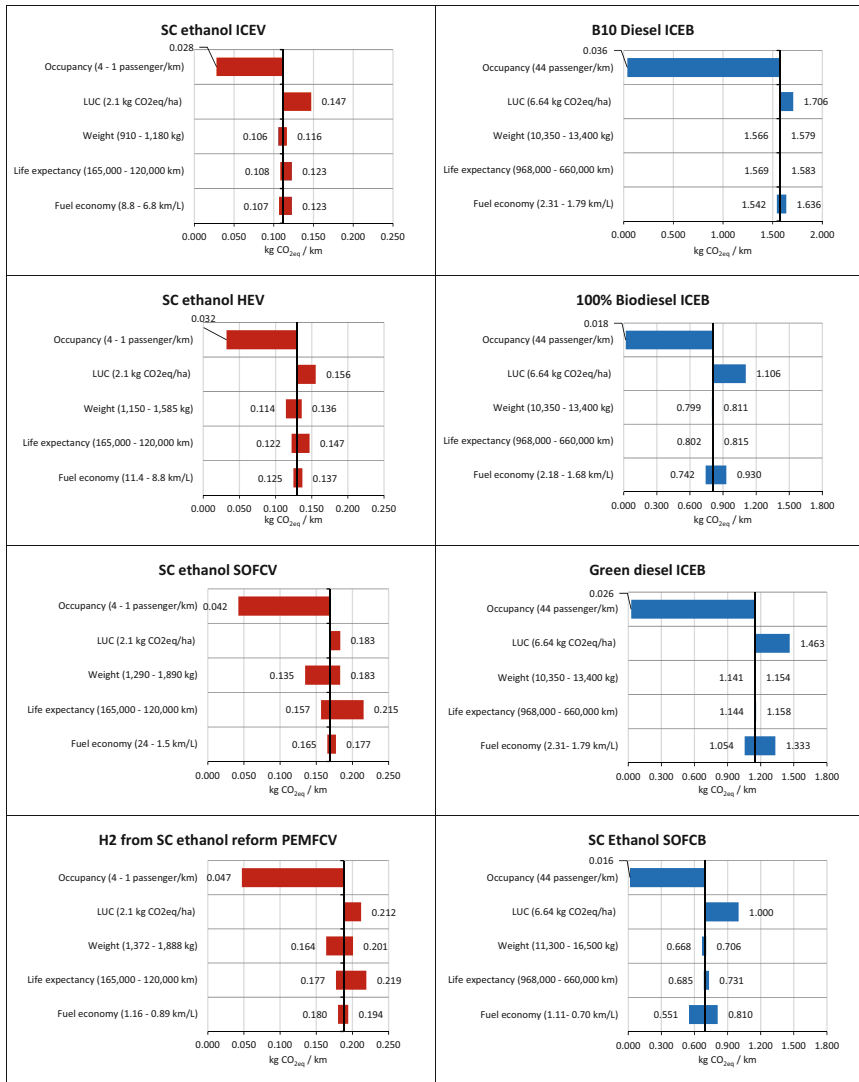 SC ethanol ICEV
0.028
Occupancy (4 - 1 passenger/km)
LUC (2.1 kg CO2eq/ha)
0.147
Weight (910 - 1,180 kg)
0.106
0.116
Life expectancy (165,000 - 120,000 km)
0.108
0.123
Fuel economy (8.8 - 6.8 km/L)
0.107
0.123
0.000 0.050 0.100 0.150 0.200 0.250
kg CO2eq / km
B10 Diesel ICEB
0.036
Occupancy (44 passenger/km)
LUC (6.64 kg CO2eq/ha)
1.706
Weight (10,350 - 13,400 kg)
1.566
1.579
Life expectancy (968,000 - 660,000 km)
1.569
1.583
Fuel economy (2.31 - 1.79 km/L)
1.542
1.636
0.000 0.500 1.000 1.500 2.000
kg CO2eq / km
SC ethanol HEV
0.032
Occupancy (4 - 1 passenger/km)
LUC (2.1 kg CO2eq/ha)
0.156
Weight (1,150 - 1,585 kg)
0.114
0.136
Life expectancy (165,000 - 120,000 km)
0.122
0.147
Fuel economy (11.4 - 8.8 km/L)
0.125
0.137
0.000 0.050 0.100 0.150 0.200 0.250
kg CO2eq / km
100% Biodiesel ICEB
0.018
Occupancy (44 passenger/km)
LUC (6.64 kg CO2eq/ha)
1.106
Weight (10,350 - 13,400 kg)
0.799
0.811
Life expectancy (968,000 - 660,000 km)
0.802
0.815
Fuel economy (2.18 - 1.68 km/L)
0.742
0.930
0.000 0.300 0.600 0.900 1.200 1.500 1.800
kg CO2eq / km
SC ethanol SOFCV
Occupancy (4 - 1 passenger/km)
0.042
LUC (2.1 kg CO2eq/ha)
0.183
Weight (1,290 - 1,890 kg)
0.135
0.183
Life expectancy (165,000 - 120,000 km)
0.157
0.215
Fuel economy (24 - 1.5 km/L)
0.165
0.177
0.000 0.050 0.100 0.150 0.200 0.250
kg CO2eq / km
Green diesel ICEB
0.026
Occupancy (44 passenger/km)
LUC (6.64 kg CO2eq/ha)
1.463
Weight (10,350 - 13,400 kg)
1.141
1.154
Life expectancy (968,000 - 660,000 km)
1.144
1.158
Fuel economy (2.31- 1.79 km/L)
1.054
1.333
0.000 0.300 0.600 0.900 1.200 1.500 1.800
kg CO2eq / km
H2 from SC ethanol reform PEMFCV
Occupancy (4 - 1 passenger/km)
0.047
LUC (2.1 kg CO2eq/ha)
0.212
Weight (1,372 - 1,888 kg)
0.164
0.201
Life expectancy (165,000 - 120,000 km)
0.177
0.219
Fuel economy (1.16 - 0.89 km/L)
0.180
0.194
0.000 0.050 0.100 0.150 0.200 0.250
kg CO2eq / km
SC Ethanol SOFCB
0.016
Occupancy (44 passenger/km)
LUC (6.64 kg CO2eq/ha)
1.000
Weight (11,300 - 16,500 kg)
0.668
0.706
Life expectancy (968,000 - 660,000 km)
0.685
0.731
Fuel economy (1.11- 0.70 km/L)
0.551
0.810
0.000 0.300 0.600 0.900 1.200 1.500 1.800
kg CO2eq / km